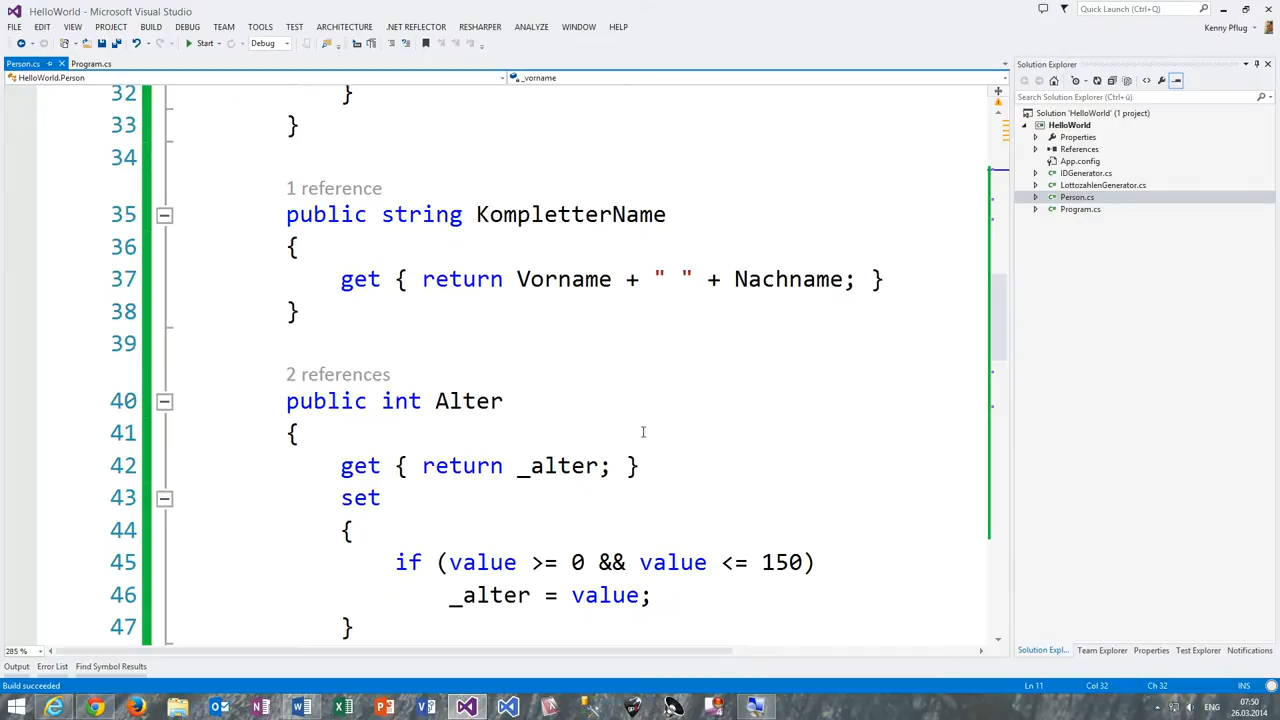 HelloWorld - Microsoft Visual Studio
Quick Launch (Ctrl+Q)
FILE EDIT VIEW PROJECT BUILD DEBUG TEAM TOOLS TEST ARCHITECTURE .NET REFLECTOR RESHARPER ANALYZE WINDOW HELP
Kenny Pflug
Start Debug
Person.cs Program.cs
HelloWorld.Person _vorname
32 }
33 }
34
1 reference
35 public string KompletterName
36 {
37 get { return Vorname + " " + Nachname; }
38 }
39
2 references
40 public int Alter
41 {
42 get { return _alter; }
43 set
44 {
45 if (value >= 0 && value <= 150)
46 _alter = value;
47 }
285 %
Solution Explorer
Search Solution Explorer (Ctrl+ü)
Solution 'HelloWorld' (1 project)
HelloWorld
Properties
References
App.config
IDGenerator.cs
LottozahlenGenerator.cs
Person.cs
Program.cs
Solution Expl... Team Explorer Properties Test Explorer Notifications
Output Error List Find Symbol Results
Build succeeded Ln 11 Col 32 Ch 32 INS
ENG
07:50
26.03.2014